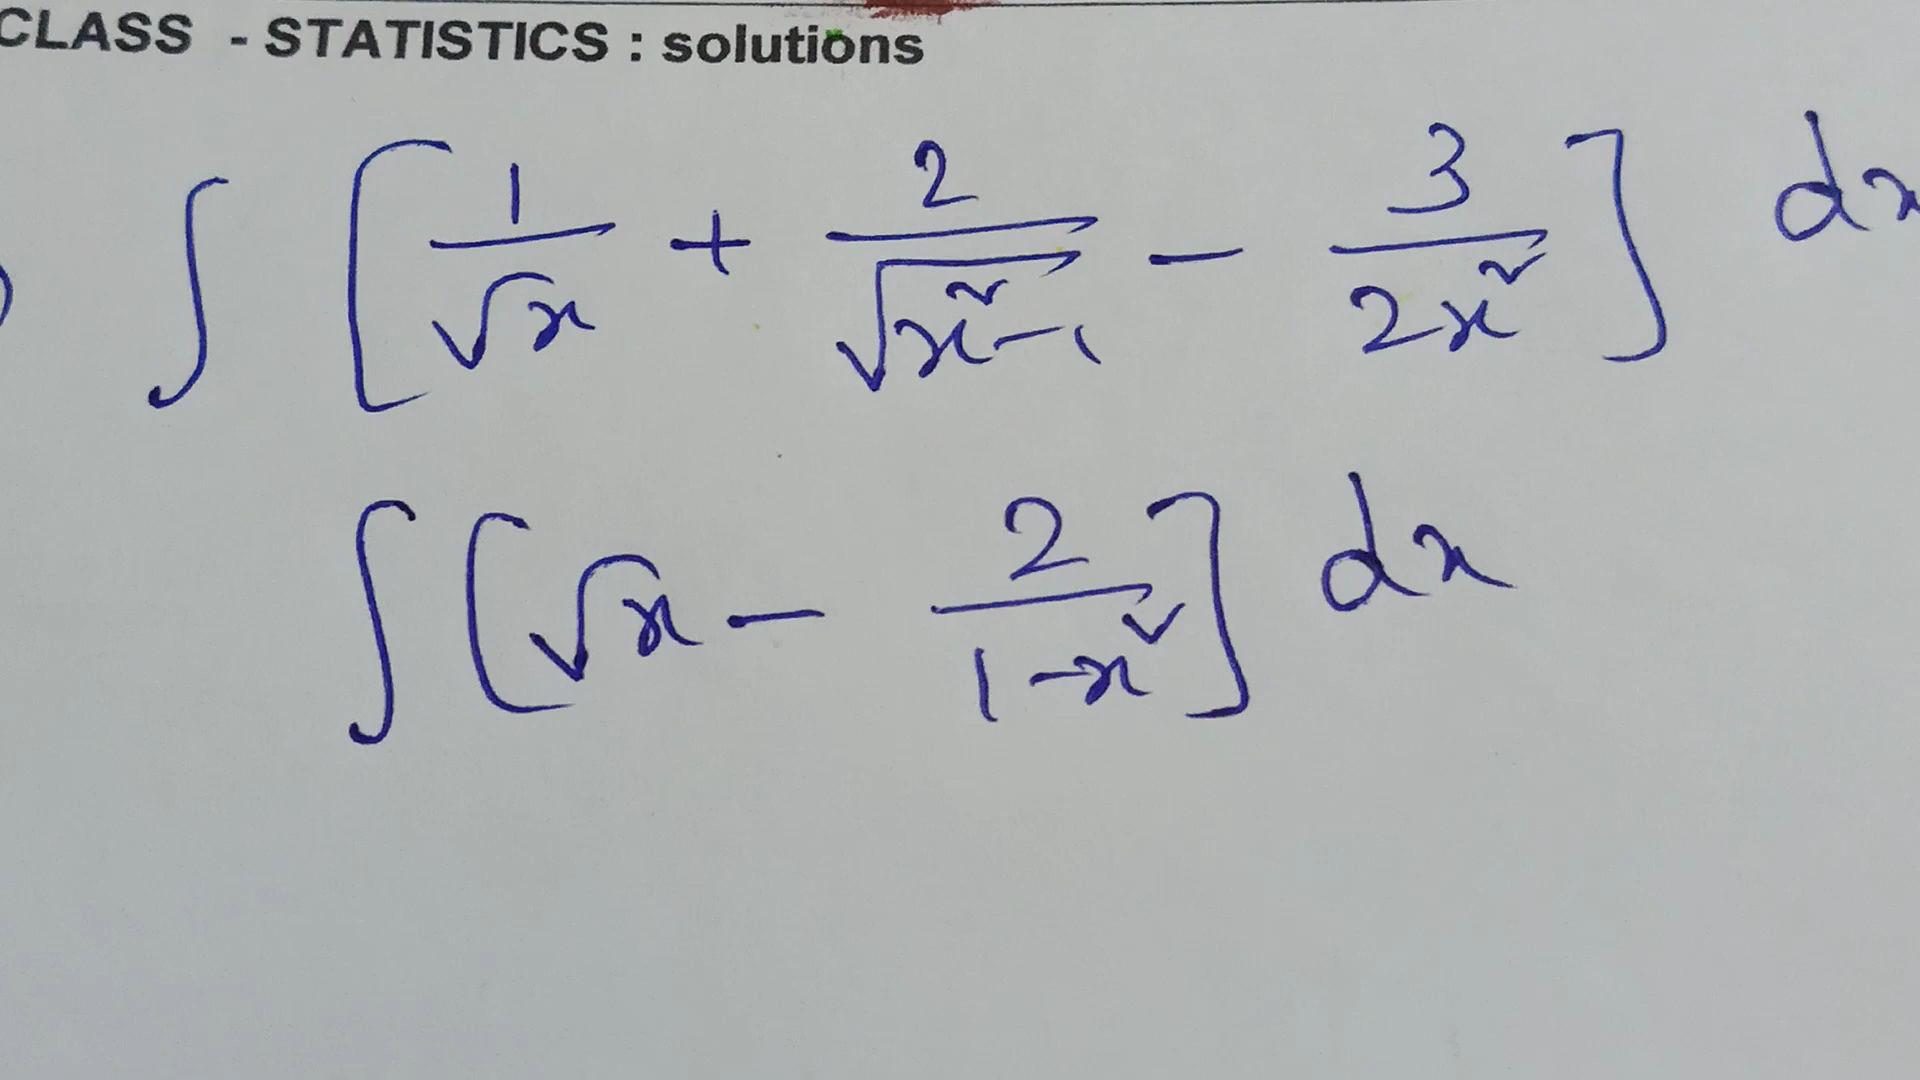 CLASS - STATISTICS : solutions
) ∫ [ 1/√x + 2/√(x²-1) - 3/2x² ] dx
∫ [ √x - 2/(1-x²) ] dx